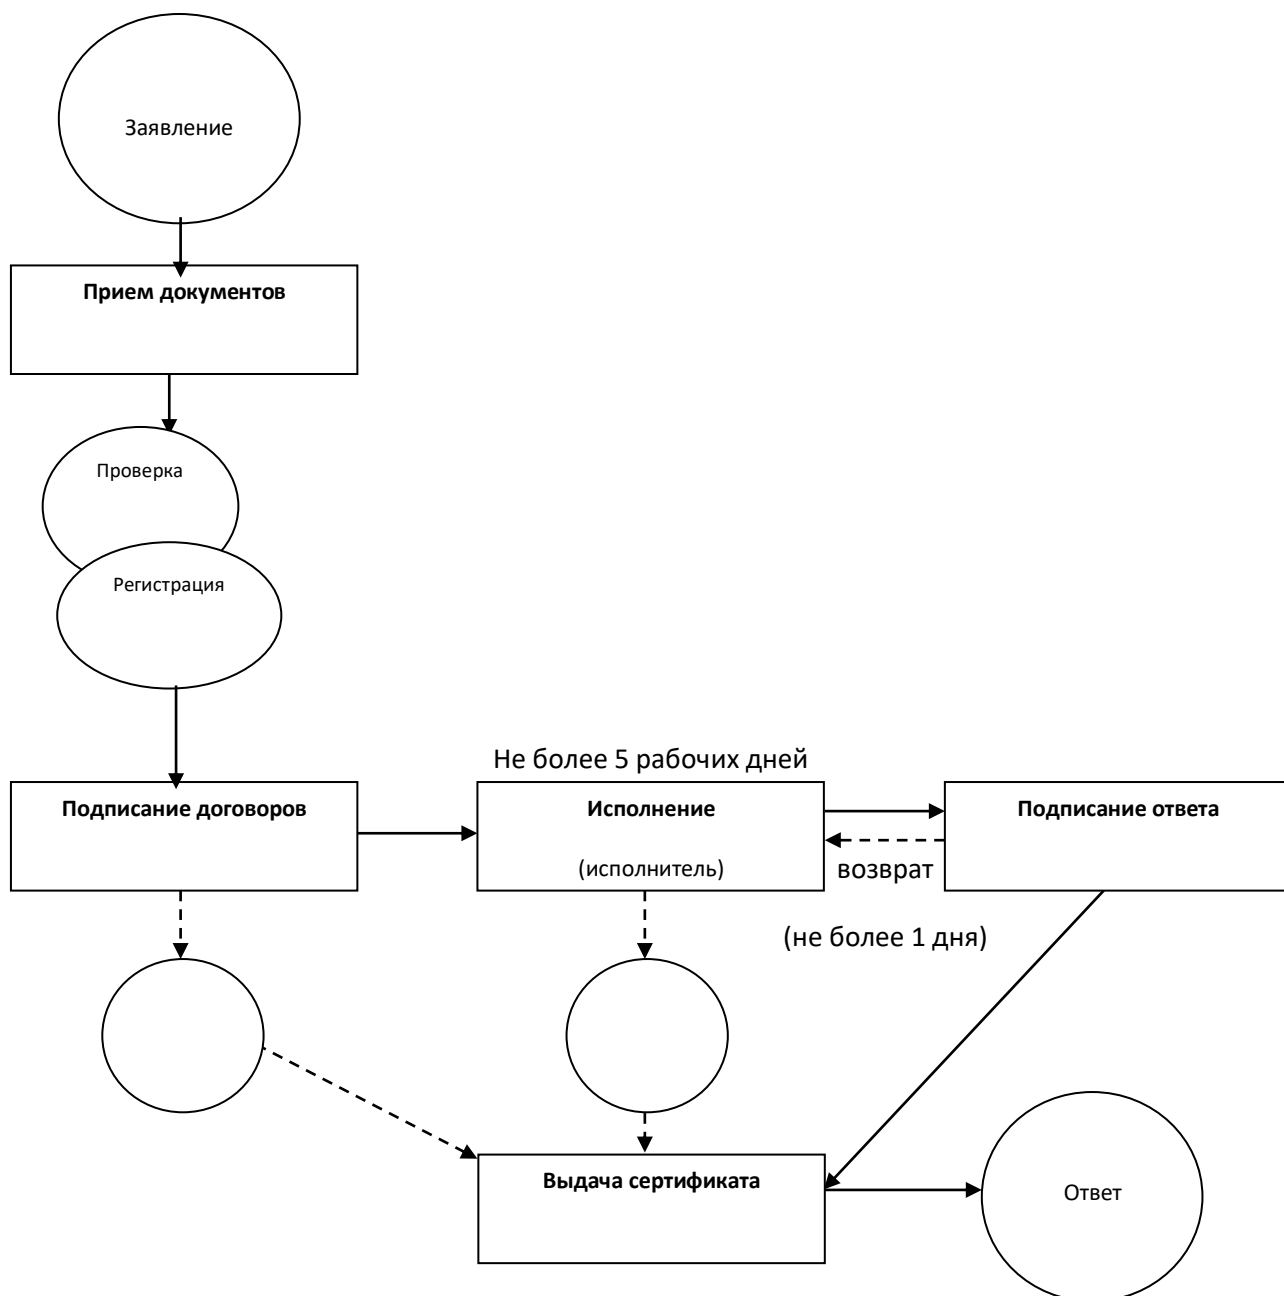 Заявление
Прием документов
Проверка
Регистрация
Не более 5 рабочих дней
Подписание договоров
Исполнение
(исполнитель)
Подписание ответа
возврат
(не более 1 дня)
Выдача сертификата
Ответ